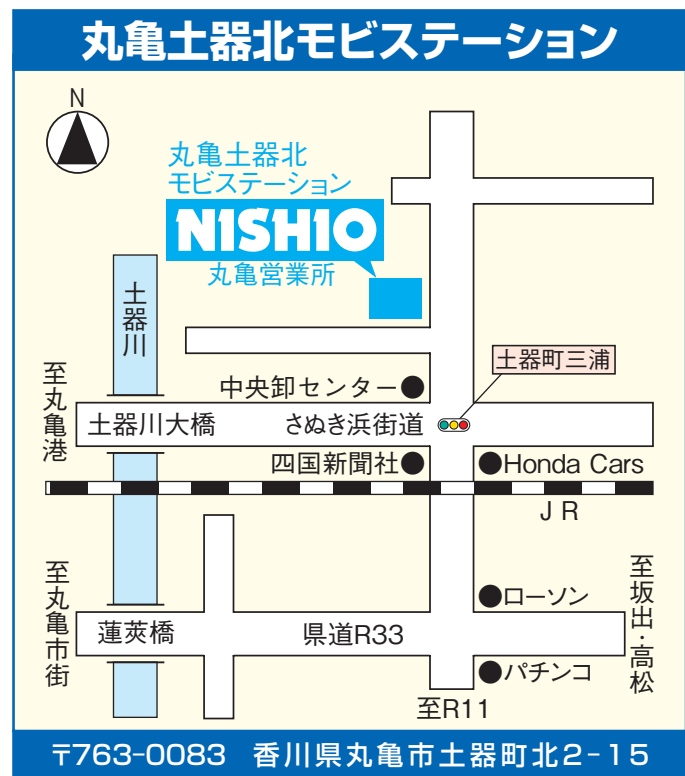 丸亀土器北モビステーション
N
丸亀土器北
モビステーション
NISHIO
丸亀営業所
土器川
土器町三浦
至丸亀港
中央卸センター
土器川大橋
さぬき浜街道
四国新聞社
Honda Cars
JR
至丸亀市街
ローソン
至坂出・高松
蓬莱橋
県道R33
パチンコ
至R11
〒763-0083 香川県丸亀市土器町北2-15